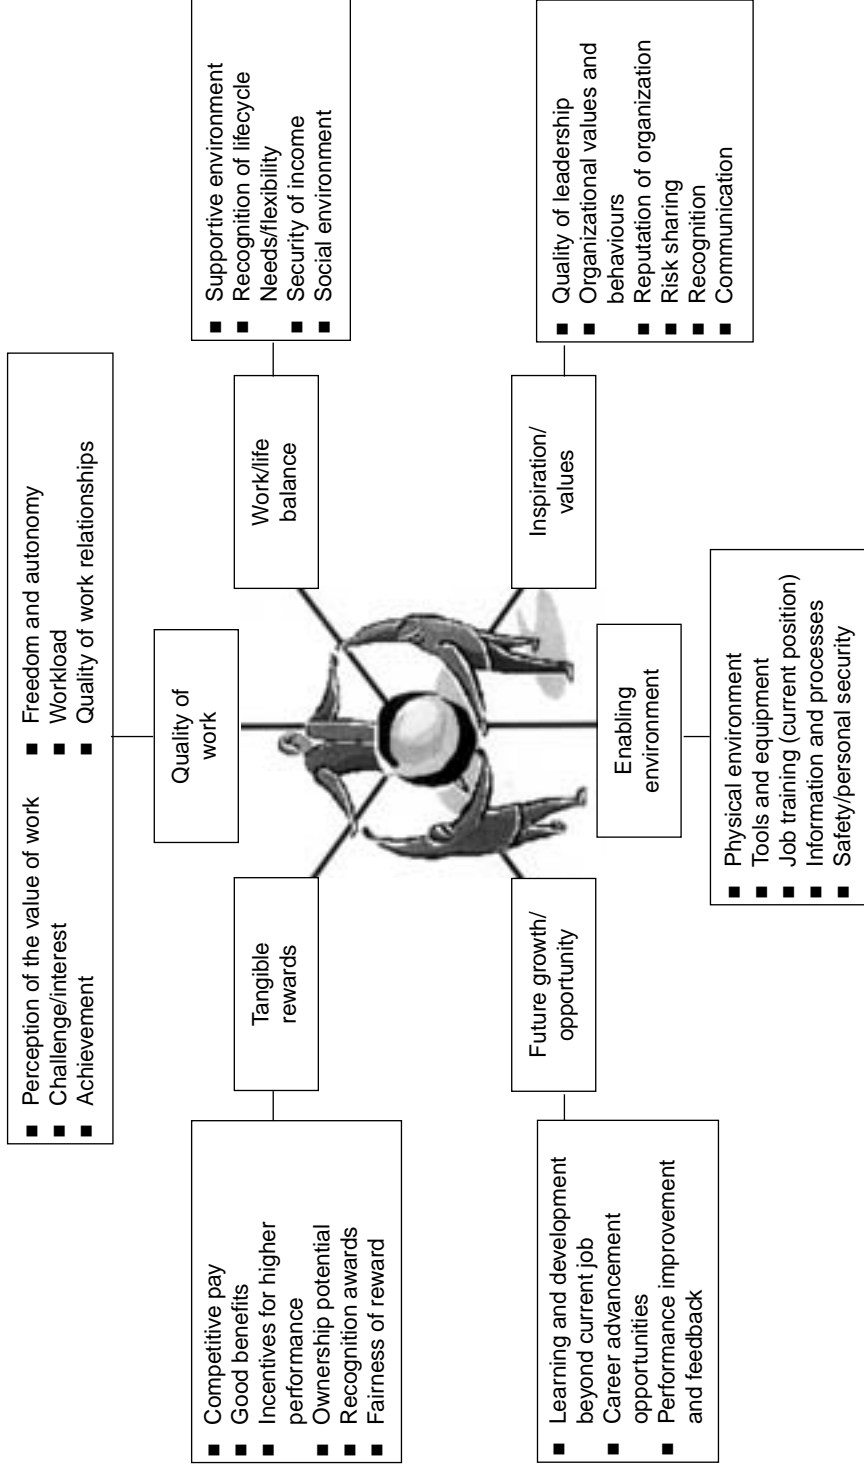 ■ Perception of the value of work
■ Challenge/interest
■ Achievement
■ Freedom and autonomy
■ Workload
■ Quality of work relationships
Quality of
work
■ Competitive pay
■ Good benefits
■ Incentives for higher
performance
■ Ownership potential
■ Recognition awards
■ Fairness of reward
Tangible
rewards
Work/life
balance
■ Supportive environment
■ Recognition of lifecycle
Needs/flexibility
■ Security of income
■ Social environment
■ Learning and development
beyond current job
■ Career advancement
opportunities
■ Performance improvement
and feedback
Future growth/
opportunity
Inspiration/
values
■ Quality of leadership
■ Organizational values and
behaviours
■ Reputation of organization
■ Risk sharing
■ Recognition
■ Communication
Enabling
environment
■ Physical environment
■ Tools and equipment
■ Job training (current position)
■ Information and processes
■ Safety/personal security